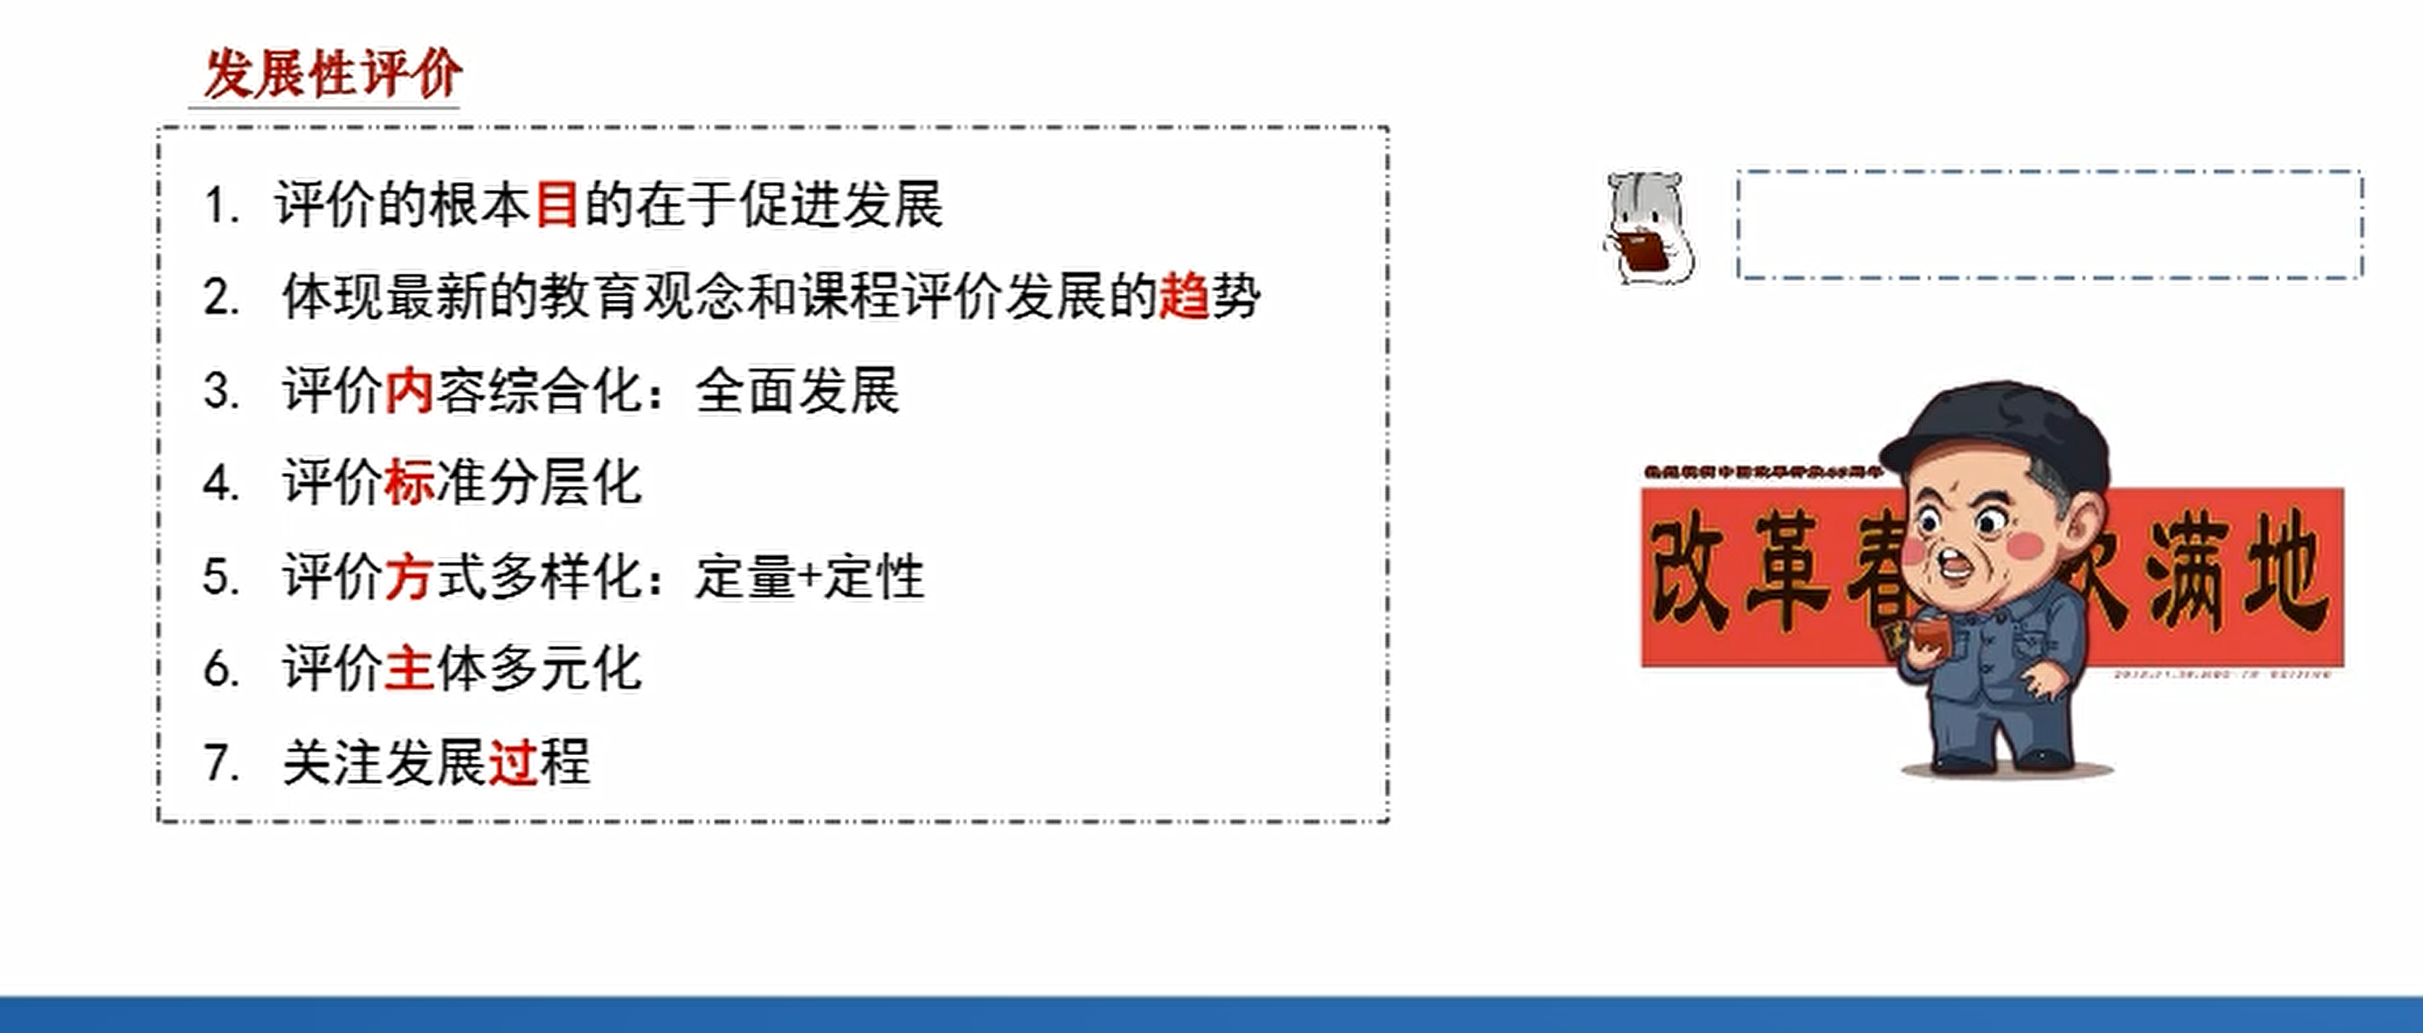 发展性评价
1. 评价的根本目的在于促进发展
2. 体现最新的教育观念和课程评价发展的趋势
3. 评价内容综合化：全面发展
4. 评价标准分层化
5. 评价方式多样化：定量+定性
6. 评价主体多元化
7. 关注发展过程
改革春 吹满地